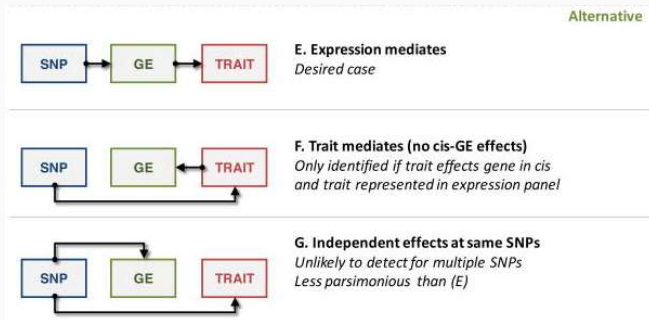 Alternative
SNP GE TRAIT
E. Expression mediates
Desired case
SNP GE TRAIT
F. Trait mediates (no cis-GE effects)
Only identified if trait effects gene in cis
and trait represented in expression panel
SNP GE TRAIT
G. Independent effects at same SNPs
Unlikely to detect for multiple SNPs
Less parsimonious than (E)